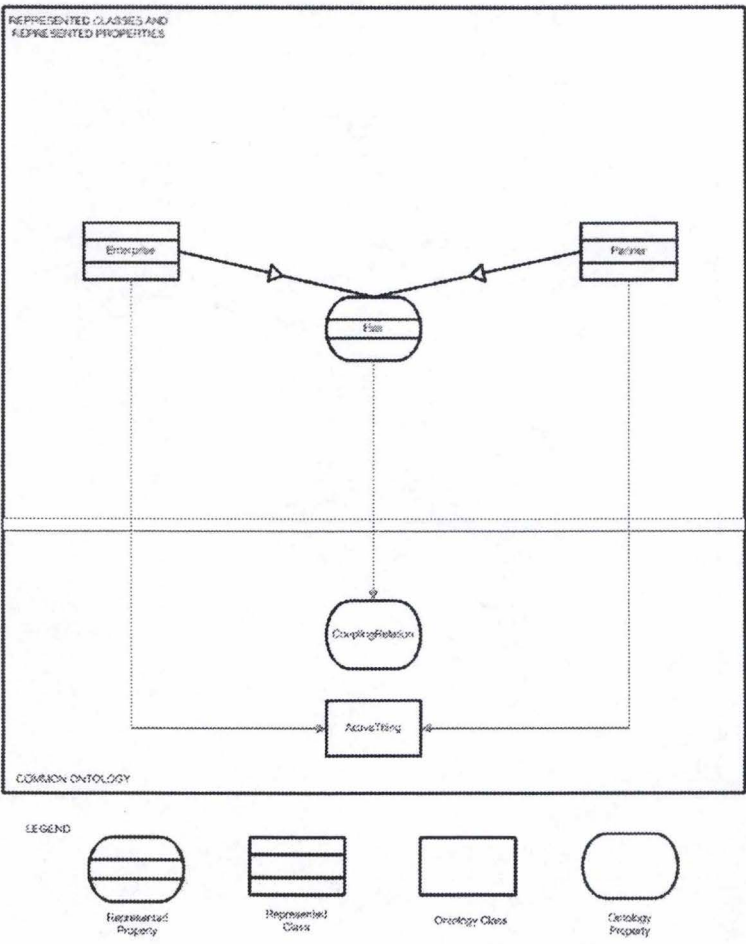 REPRESENTED CLASSES AND
REPRESENTED PROPERTIES
Enterprise
Partner
Has
CouplingRelation
ActiveThing
COMMON ONTOLOGY
LEGEND
Represented
Property
Represented
Class
Ontology Class
Ontology
Property